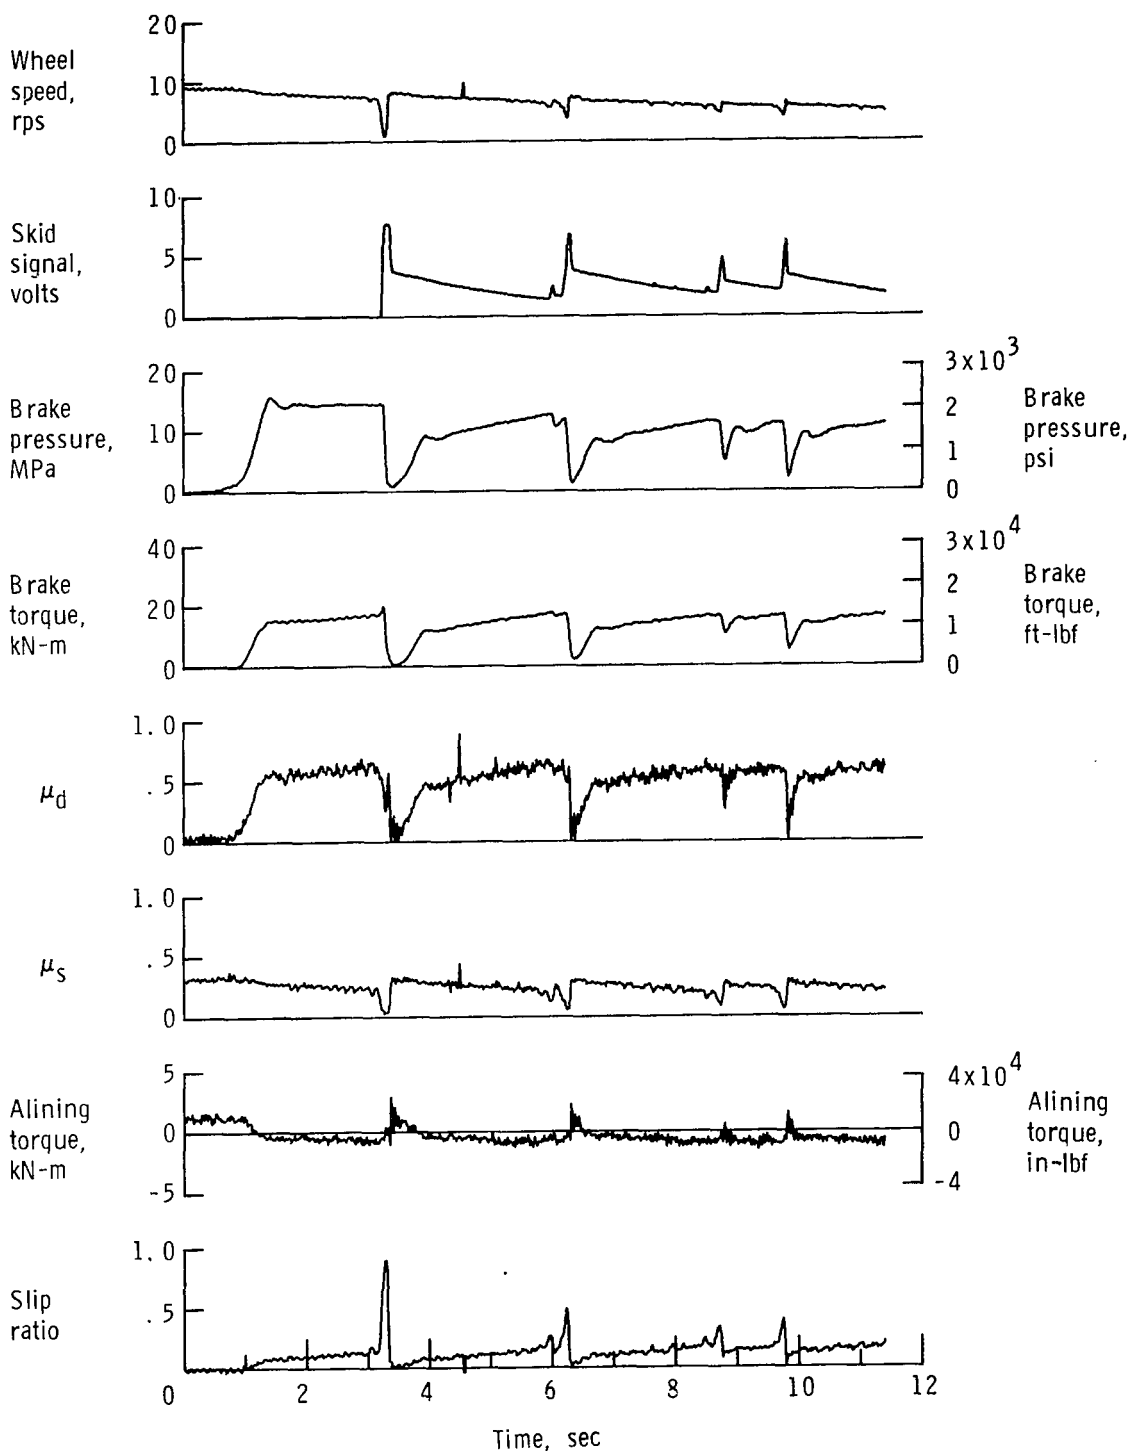 Wheel
speed,
rps
20
10
0
Skid
signal,
volts
10
5
0
Brake
pressure,
MPa
20
10
0
3x10^3
2
1
0
Brake
pressure,
psi
Brake
torque,
kN-m
40
20
0
3x10^4
2
1
0
Brake
torque,
ft-lbf
μd
1.0
.5
0
μs
1.0
.5
0
Alining
torque,
kN-m
5
0
-5
4x10^4
0
-4
Alining
torque,
in-lbf
Slip
ratio
1.0
.5
0 2 4 6 8 10 12
Time, sec